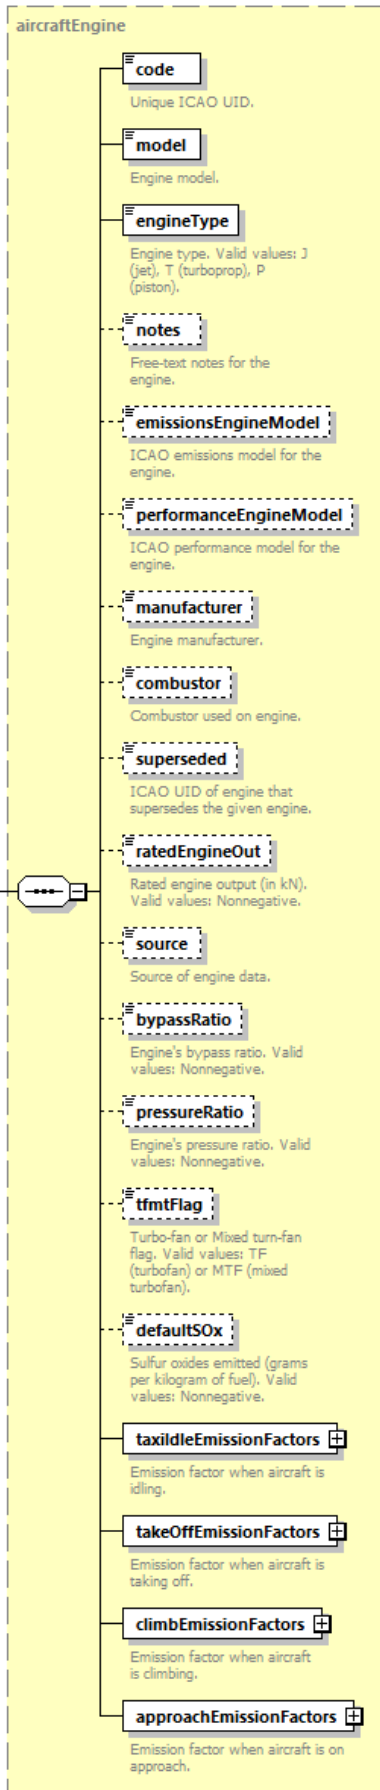 aircraftEngine
code
Unique ICAO UID.
model
Engine model.
engineType
Engine type. Valid values: J
(jet), T (turboprop), P
(piston).
notes
Free-text notes for the
engine.
emissionsEngineModel
ICAO emissions model for the
engine.
performanceEngineModel
ICAO performance model for the
engine.
manufacturer
Engine manufacturer.
combustor
Combustor used on engine.
superseded
ICAO UID of engine that
supersedes the given engine.
ratedEngineOut
Rated engine output (in kN).
Valid values: Nonnegative.
source
Source of engine data.
bypassRatio
Engine's bypass ratio. Valid
values: Nonnegative.
pressureRatio
Engine's pressure ratio. Valid
values: Nonnegative.
tfmtFlag
Turbo-fan or Mixed turn-fan
flag. Valid values: TF
(turbofan) or MTF (mixed
turbofan).
defaultSOx
Sulfur oxides emitted (grams
per kilogram of fuel). Valid
values: Nonnegative.
taxiIdleEmissionFactors
Emission factor when aircraft is
idling.
takeOffEmissionFactors
Emission factor when aircraft is
taking off.
climbEmissionFactors
Emission factor when aircraft
is climbing.
approachEmissionFactors
Emission factor when aircraft is on
approach.